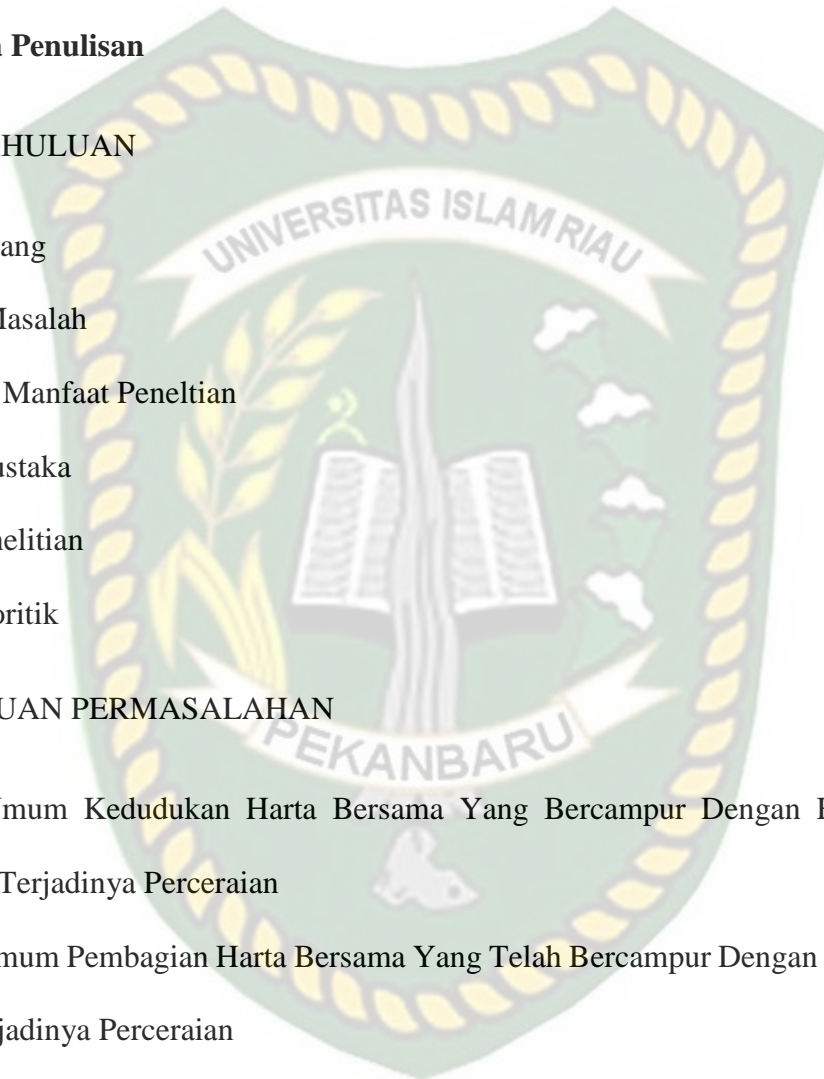 a Penulisan
HULUAN
UNIVERSITAS ISLAM RIAU
ang
Masalah
Manfaat Peneltian
ustaka
nelitian
oritik
UAN PERMASALAHAN
PEKANBARU
Umum Kedudukan Harta Bersama Yang Bercampur Dengan
Terjadinya Perceraian
mum Pembagian Harta Bersama Yang Telah Bercampur Dengan
jadinya Perceraian